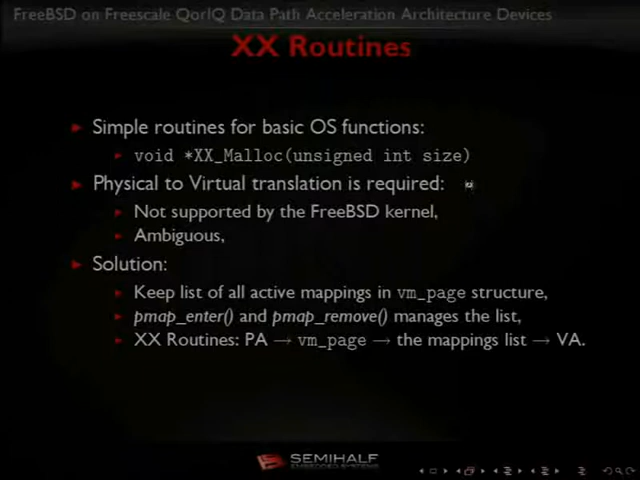 FreeBSD on Freescale QorIQ Data Path Acceleration Architecture Devices
XX Routines
Simple routines for basic OS functions:
void *XX_Malloc(unsigned int size)
Physical to Virtual translation is required:
Not supported by the FreeBSD kernel,
Ambiguous,
Solution:
Keep list of all active mappings in vm_page structure,
pmap_enter() and pmap_remove() manages the list,
XX Routines: PA → vm_page → the mappings list → VA.
SEMIHALF
EMBEDDED SYSTEMS